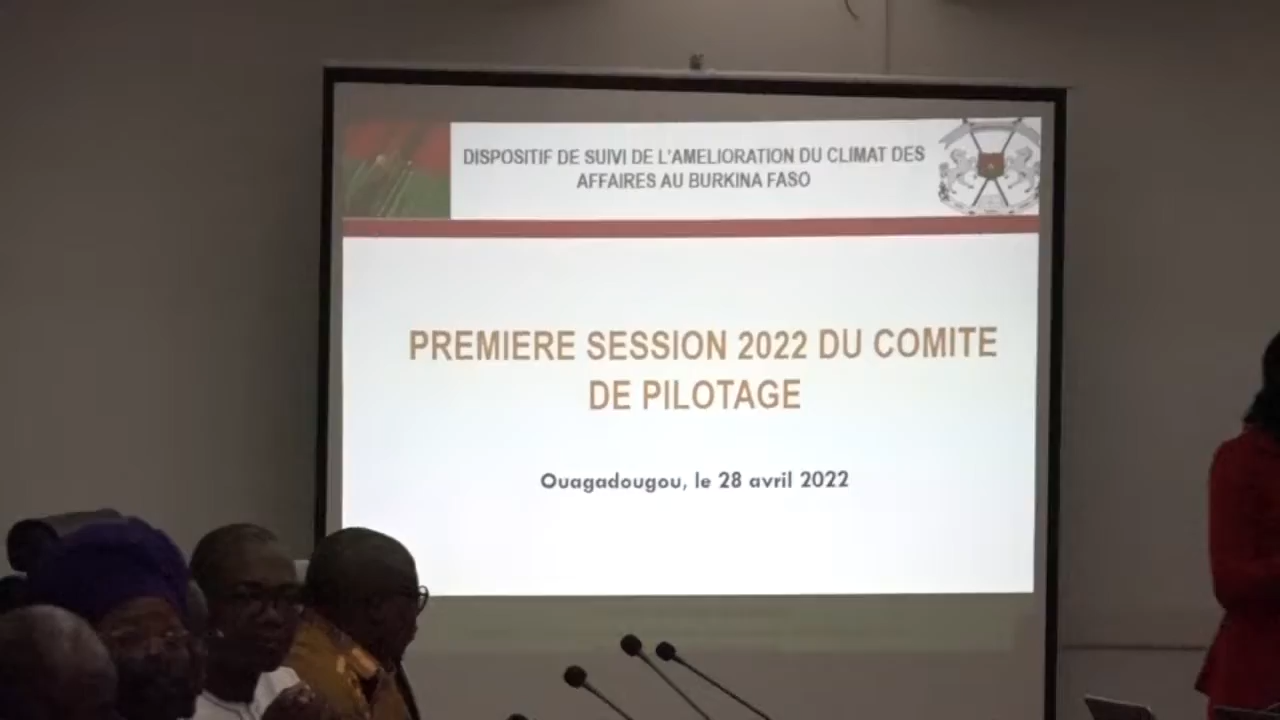 DISPOSITIF DE SUIVI DE L'AMELIORATION DU CLIMAT DES
AFFAIRES AU BURKINA FASO
PREMIERE SESSION 2022 DU COMITE
DE PILOTAGE
Ouagadougou, le 28 avril 2022